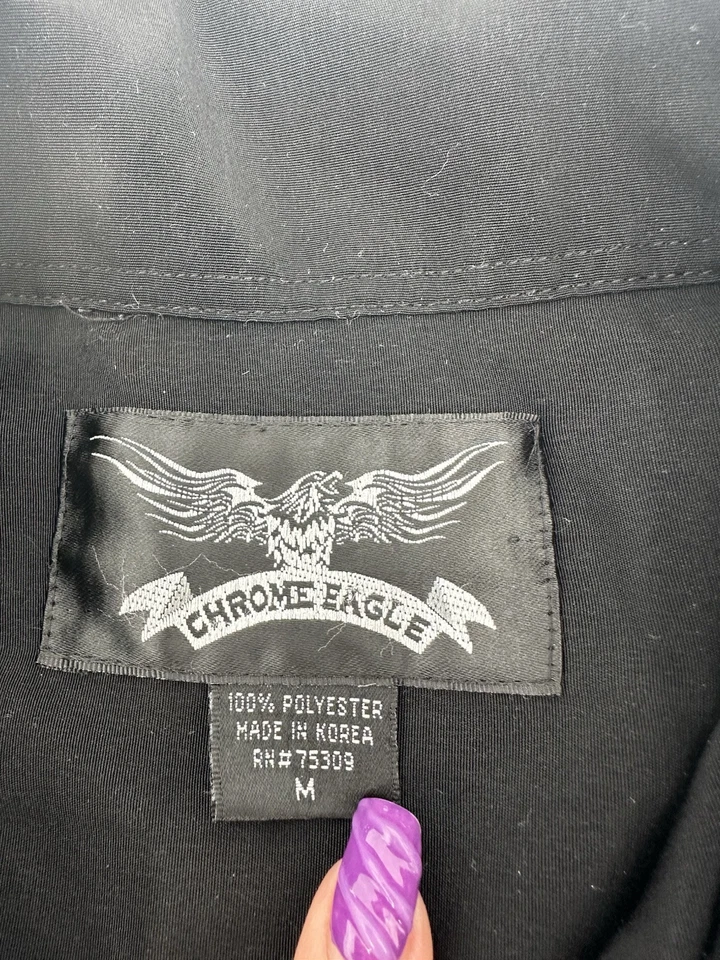 CHROME EAGLE
100% POLYESTER
MADE IN KOREA
RN#75309
M